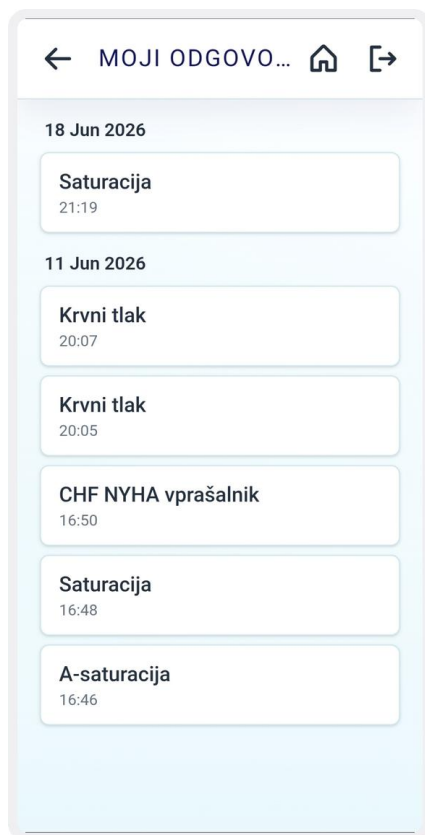 MOJI ODGOVO...
18 Jun 2026
Saturacija
21:19
11 Jun 2026
Krvni tlak
20:07
Krvni tlak
20:05
CHF NYHA vprašalnik
16:50
Saturacija
16:48
A-saturacija
16:46